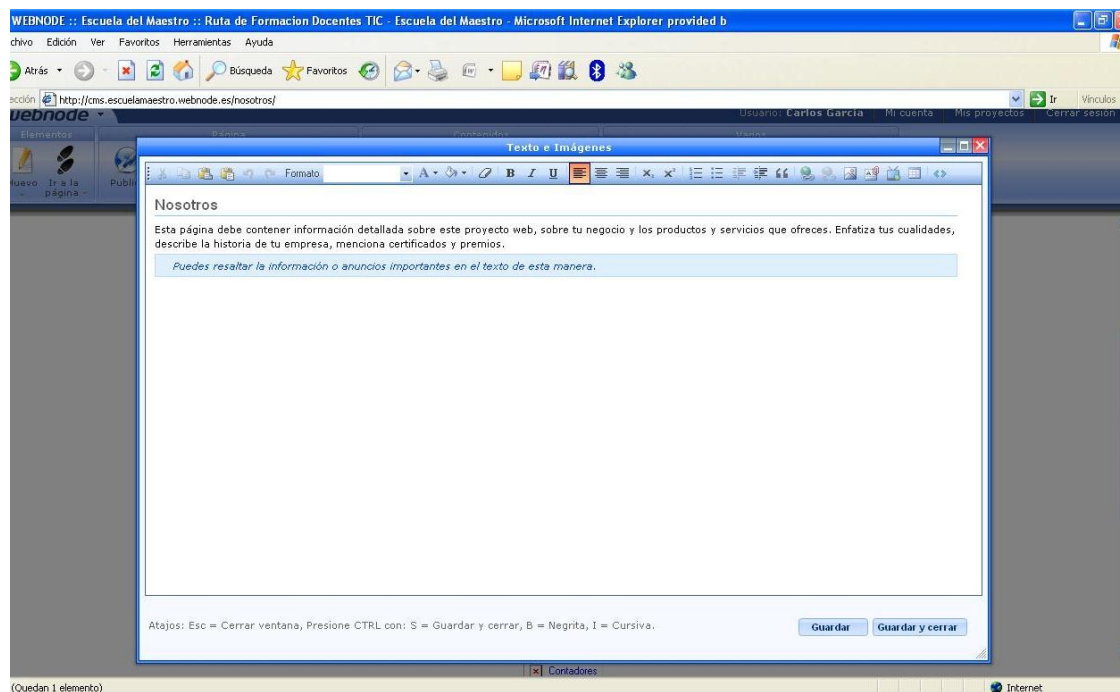 WEBNODE :: Escuela del Maestro :: Ruta de Formacion Docentes TIC - Escuela del Maestro - Microsoft Internet Explorer provided b
chivo Edición Ver Favoritos Herramientas Ayuda
Atrás Búsqueda Favoritos
ección http://cms.escuelamaestro.webnode.es/nosotros/ Ir Vínculos
webnode Usuario: Carlos García Mi cuenta Mis proyectos Cerrar sesión
Elementos Página Contenidos Varios
Texto e Imágenes
uevo Ir a la página Publi
Formato A B I U
Nosotros
Esta página debe contener información detallada sobre este proyecto web, sobre tu negocio y los productos y servicios que ofreces. Enfatiza tus cualidades,
describe la historia de tu empresa, menciona certificados y premios.
Puedes resaltar la información o anuncios importantes en el texto de esta manera.
Atajos: Esc = Cerrar ventana, Presione CTRL con: S = Guardar y cerrar, B = Negrita, I = Cursiva.
Guardar Guardar y cerrar
Contadores
(Quedan 1 elemento) Internet